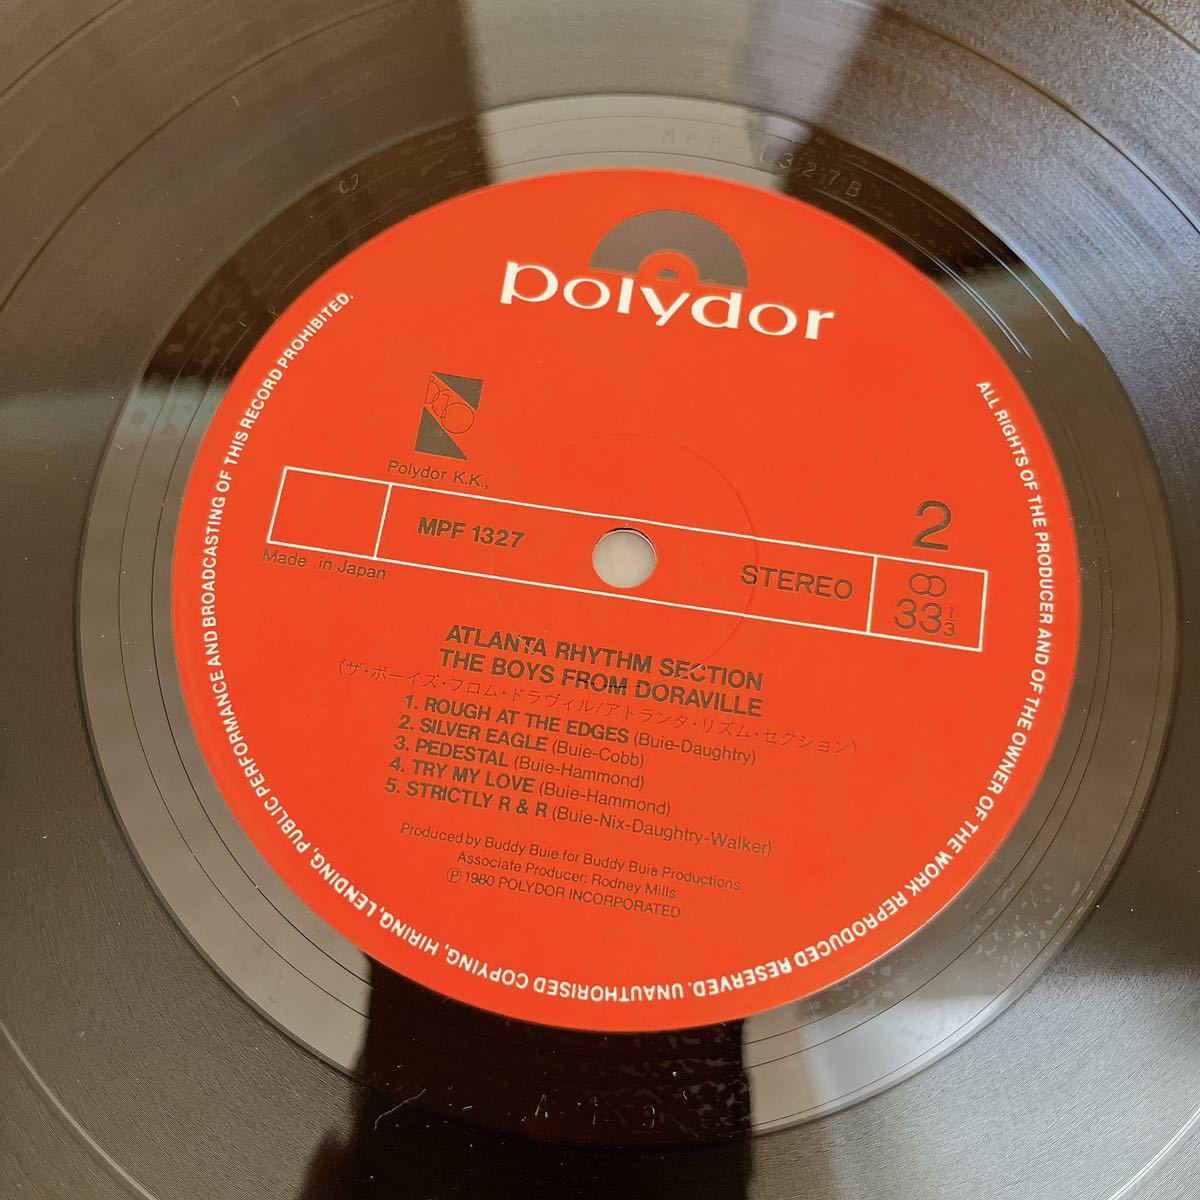 MPF 1327B
polydor
Polydor K.K.,
2
MPF 1327
STEREO
33 1/3
Made in Japan
ATLANTA RHYTHM SECTION
THE BOYS FROM DORAVILLE
(ザ・ボーイズ・フロム・ドラヴィル/アトランタ・リズム・セクション)
1. ROUGH AT THE EDGES (Buie-Daughtry)
2. SILVER EAGLE (Buie-Cobb)
3. PEDESTAL (Buie-Hammond)
4. TRY MY LOVE (Buie-Hammond)
5. STRICTLY R & R (Buie-Nix-Daughtry-Walker)
Produced by Buddy Buie for Buddy Buie Productions
Associate Producer: Rodney Mills
Ⓟ 1980 POLYDOR INCORPORATED
ALL RIGHTS OF THE PRODUCER AND OF THE OWNER OF THE WORK REPRODUCED RESERVED. UNAUTHORISED COPYING, HIRING, LENDING, PUBLIC PERFORMANCE AND BROADCASTING OF THIS RECORD PROHIBITED.